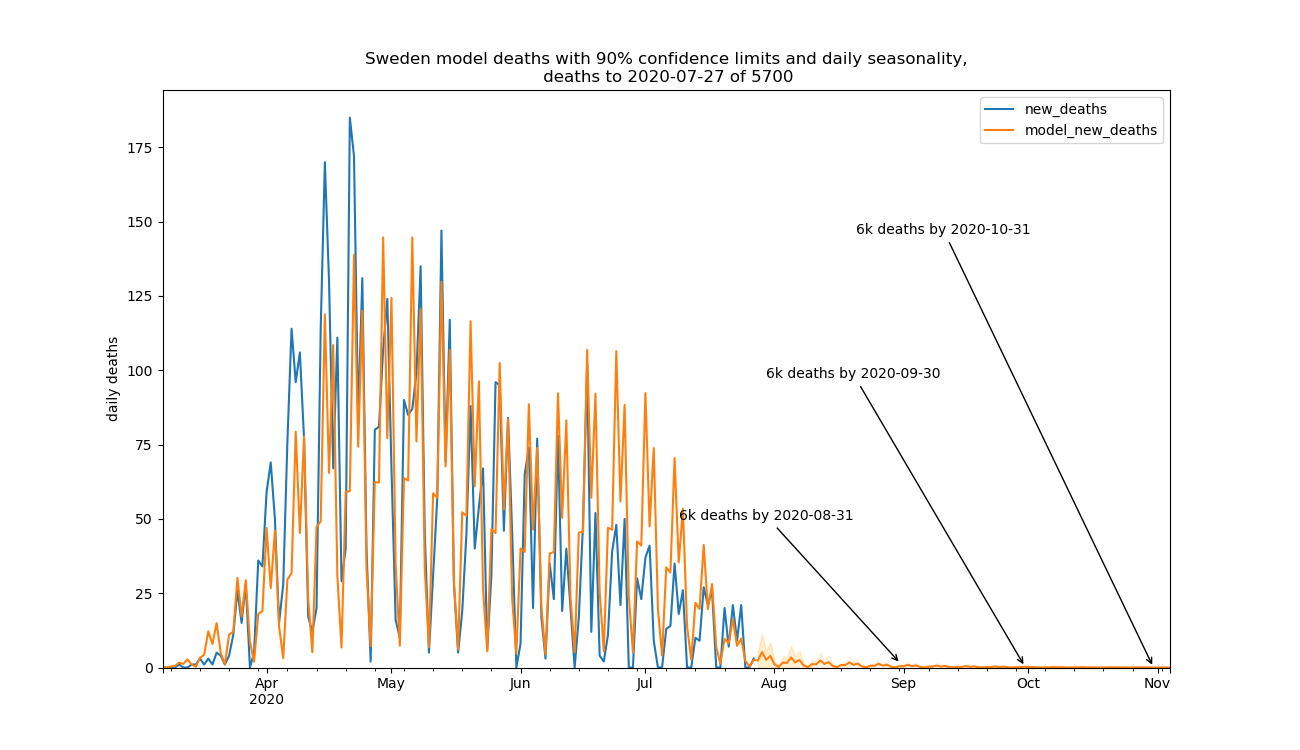 Sweden model deaths with 90% confidence limits and daily seasonality,
deaths to 2020-07-27 of 5700
new_deaths
model_new_deaths
175
150
125
100
75
50
25
0
daily deaths
6k deaths by 2020-10-31
6k deaths by 2020-09-30
6k deaths by 2020-08-31
Apr May Jun Jul Aug Sep Oct Nov
2020